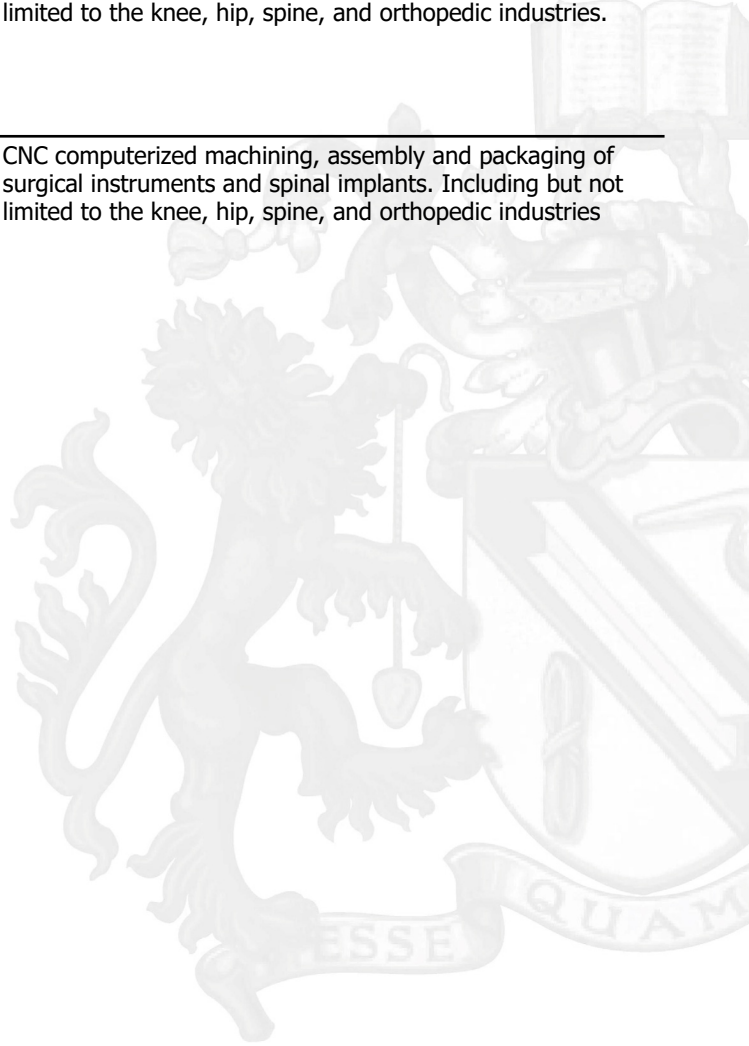 limited to the knee, hip, spine, and orthopedic industries.
CNC computerized machining, assembly and packaging of
surgical instruments and spinal implants. Including but not
limited to the knee, hip, spine, and orthopedic industries
ESSE
QUAM